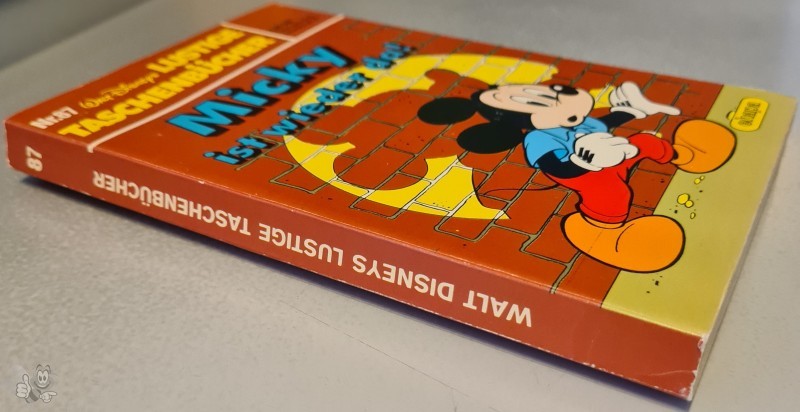 Nr.87 Walt Disneys LUSTIGE
TASCHENBÜCHER
Micky
ist wieder da!
87
WALT DISNEYS LUSTIGE TASCHENBÜCHER